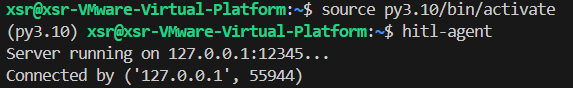 xsr@xsr-VMware-Virtual-Platform:~$ source py3.10/bin/activate
(py3.10) xsr@xsr-VMware-Virtual-Platform:~$ hitl-agent
Server running on 127.0.0.1:12345...
Connected by ('127.0.0.1', 55944)